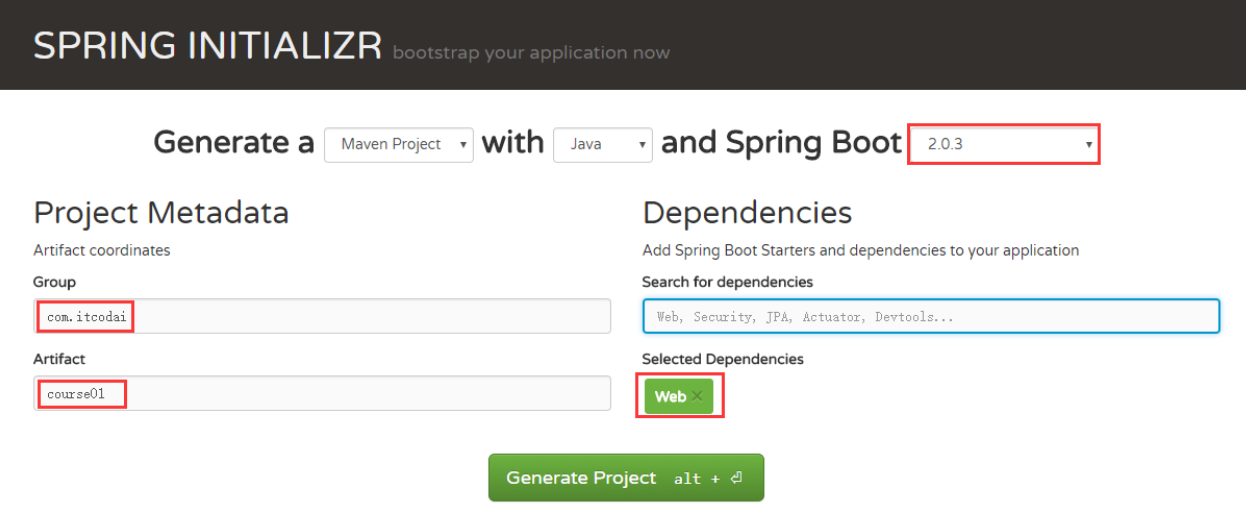 SPRING INITIALIZR bootstrap your application now
Generate a Maven Project with Java and Spring Boot 2.0.3
Project Metadata
Artifact coordinates
Group
com.itcodai
Artifact
course01
Dependencies
Add Spring Boot Starters and dependencies to your application
Search for dependencies
Web, Security, JPA, Actuator, Devtools...
Selected Dependencies
Web ×
Generate Project alt + ⏎